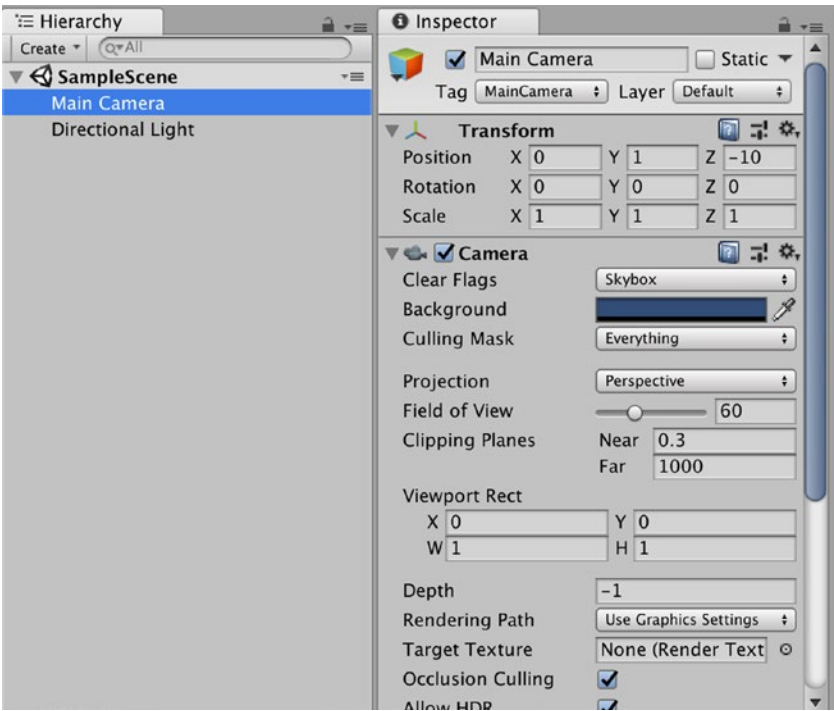 Hierarchy
Create All
SampleScene
Main Camera
Directional Light
Inspector
Main Camera Static
Tag MainCamera Layer Default
Transform
Position X 0 Y 1 Z -10
Rotation X 0 Y 0 Z 0
Scale X 1 Y 1 Z 1
Camera
Clear Flags Skybox
Background
Culling Mask Everything
Projection Perspective
Field of View 60
Clipping Planes Near 0.3
Far 1000
Viewport Rect
X 0 Y 0
W 1 H 1
Depth -1
Rendering Path Use Graphics Settings
Target Texture None (Render Text
Occlusion Culling
Allow HDR